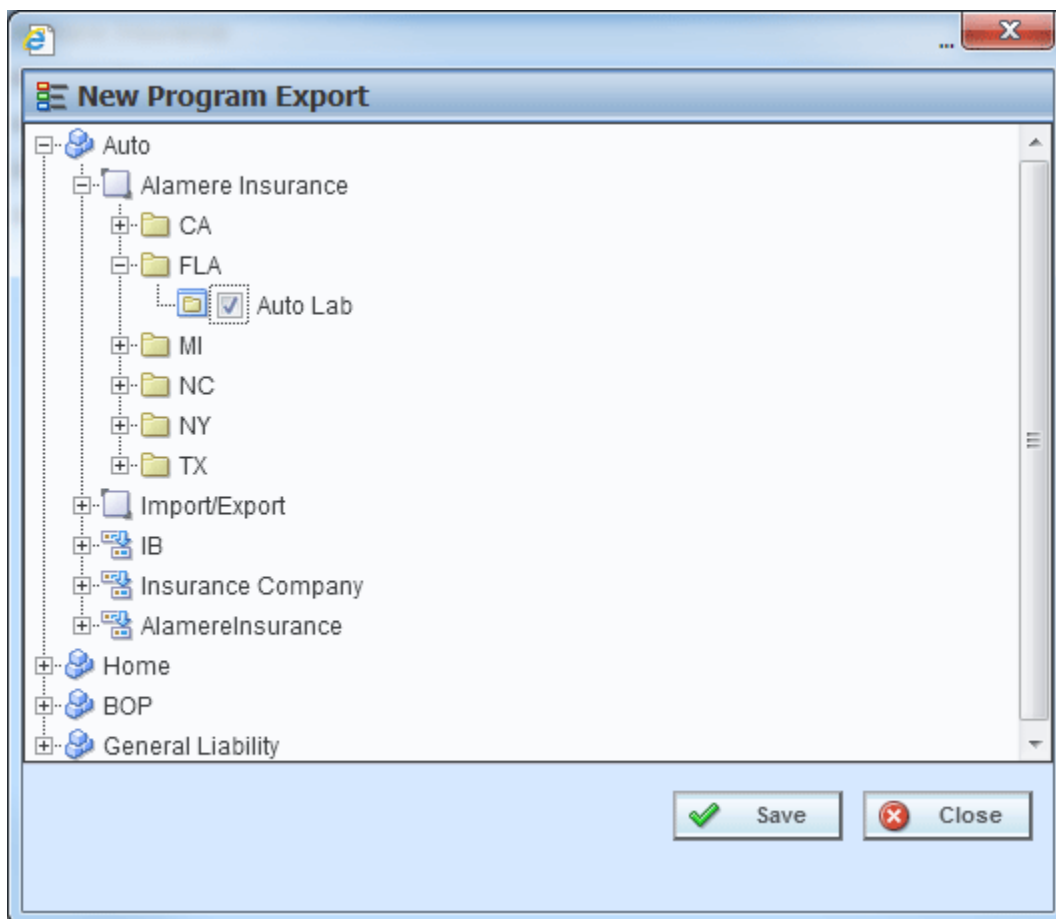 ...
New Program Export
Auto
Alamere Insurance
CA
FLA
Auto Lab
MI
NC
NY
TX
Import/Export
IB
Insurance Company
AlamereInsurance
Home
BOP
General Liability
Save
Close